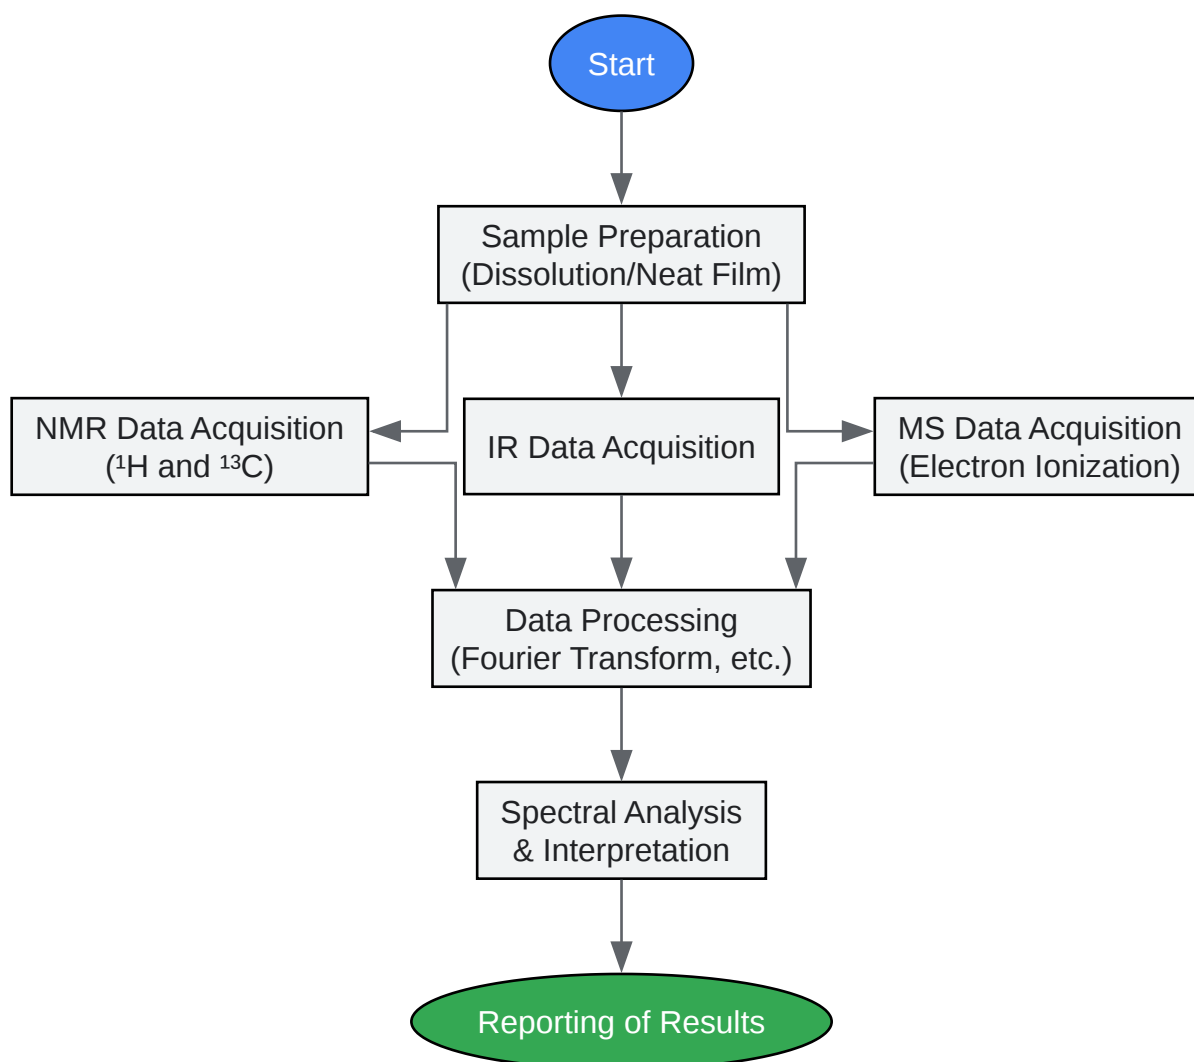 Start
Sample Preparation
(Dissolution/Neat Film)
NMR Data Acquisition
(¹H and ¹³C)
IR Data Acquisition
MS Data Acquisition
(Electron Ionization)
Data Processing
(Fourier Transform, etc.)
Spectral Analysis
& Interpretation
Reporting of Results